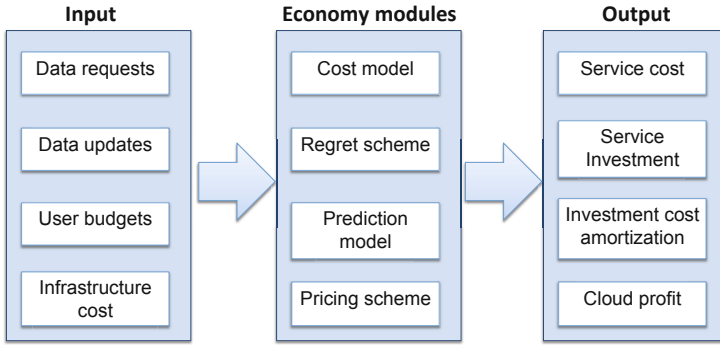 Input
Data requests
Data updates
User budgets
Infrastructure
cost
Economy modules
Cost model
Regret scheme
Prediction
model
Pricing scheme
Output
Service cost
Service
Investment
Investment cost
amortization
Cloud profit